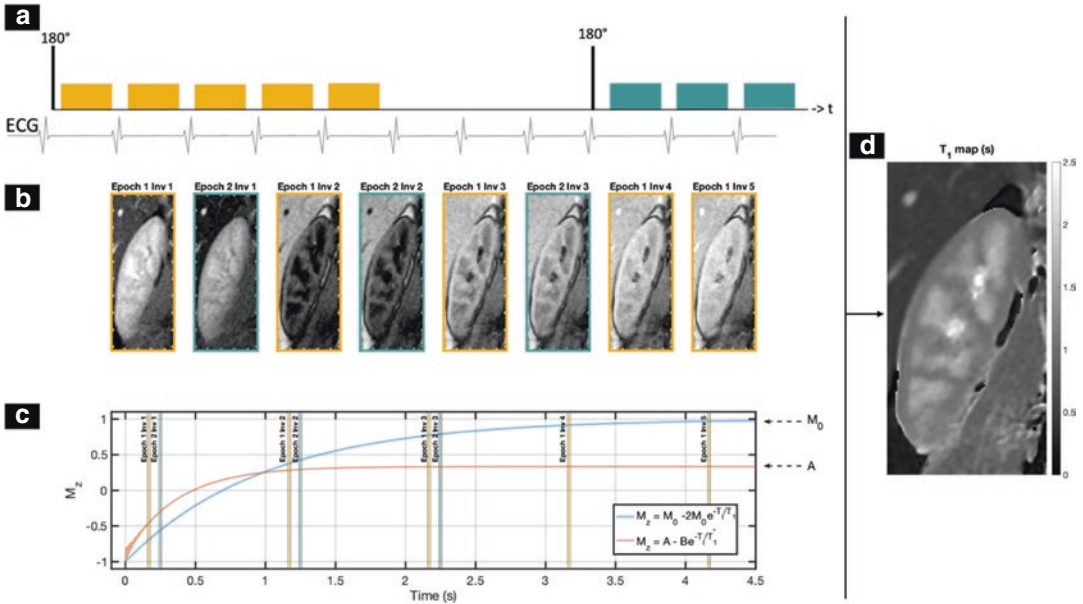 a
180°
180°
-> t
ECG
b
Epoch 1 Inv 1
Epoch 2 Inv 1
Epoch 1 Inv 2
Epoch 2 Inv 2
Epoch 1 Inv 3
Epoch 2 Inv 3
Epoch 1 Inv 4
Epoch 1 Inv 5
c
M_z
1
0.5
0
-0.5
-1
Epoch 1 Inv 1
Epoch 2 Inv 1
Epoch 1 Inv 2
Epoch 2 Inv 2
Epoch 1 Inv 3
Epoch 2 Inv 3
Epoch 1 Inv 4
Epoch 1 Inv 5
M_0
A
M_z = M_0 -2M_0e^{-T_i/T_1}
M_z = A - Be^{-T_i/T_1^*}
0 0.5 1 1.5 2 2.5 3 3.5 4 4.5
Time (s)
d
T_1 map (s)
2.5
2
1.5
1
0.5
0